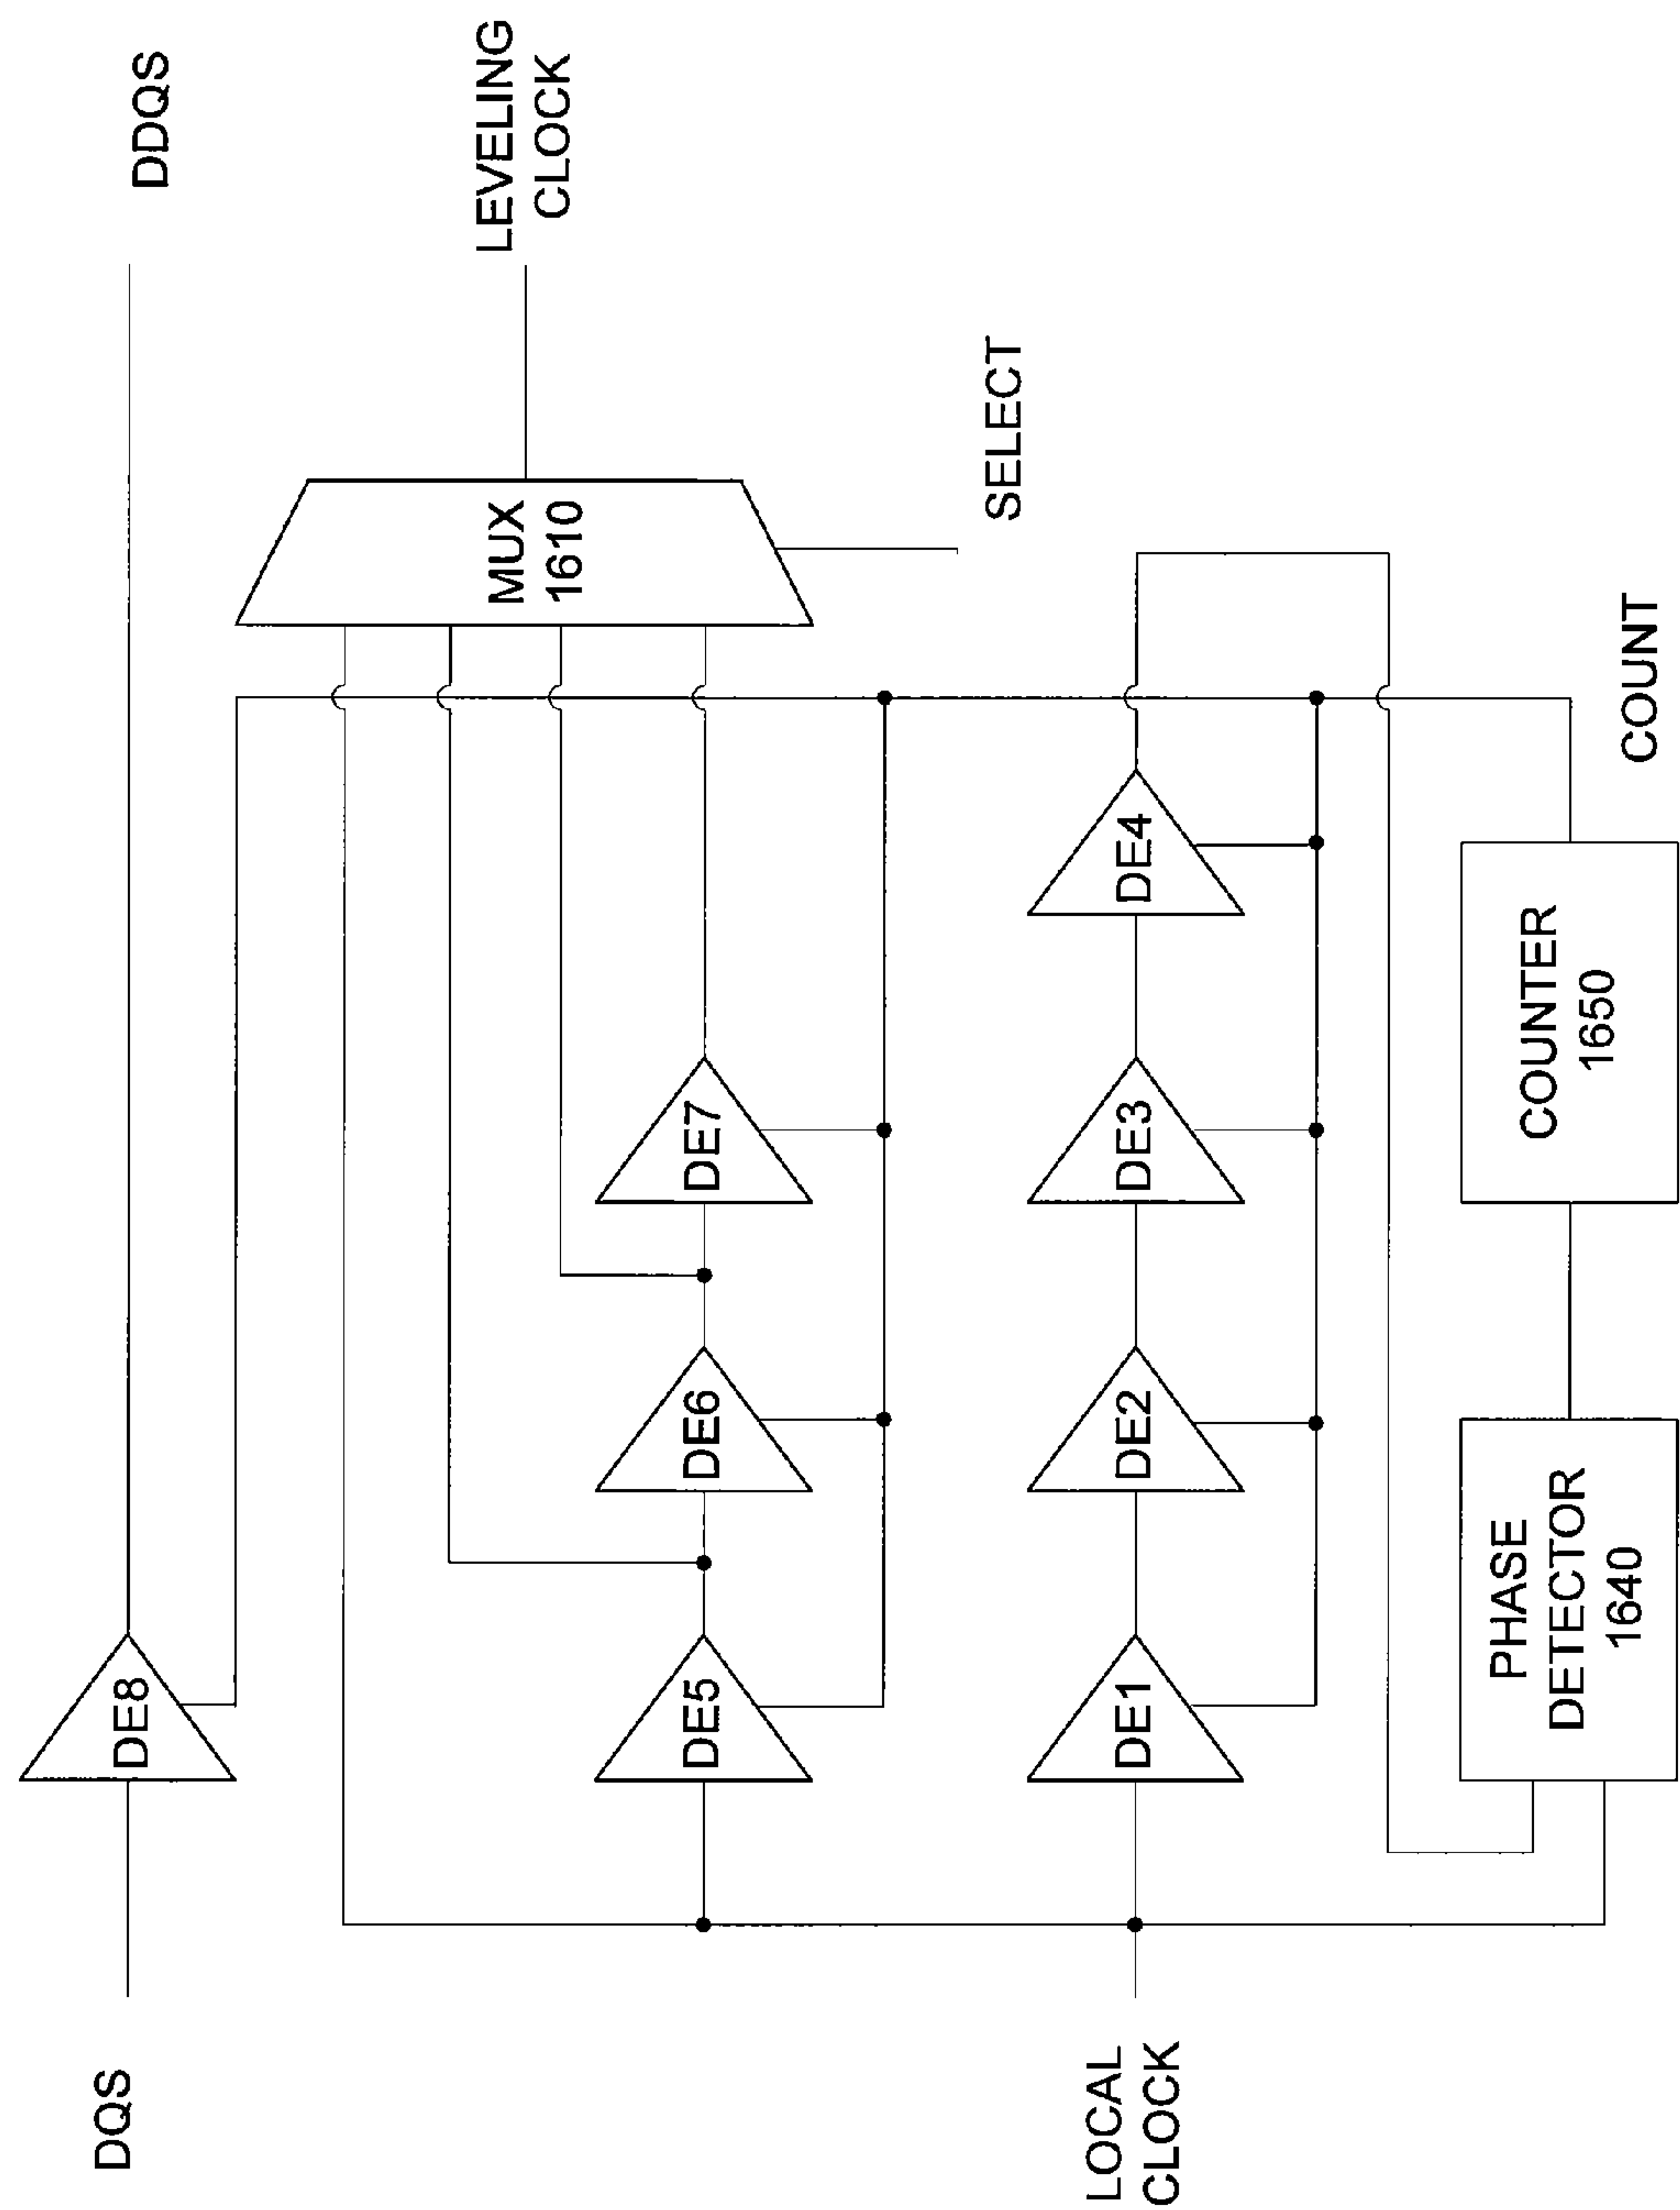 DQS
DE8
DDQS
LEVELING
CLOCK
MUX
1610
SELECT
DE5
DE6
DE7
LOCAL
CLOCK
DE1
DE2
DE3
DE4
PHASE
DETECTOR
1640
COUNTER
1650
COUNT